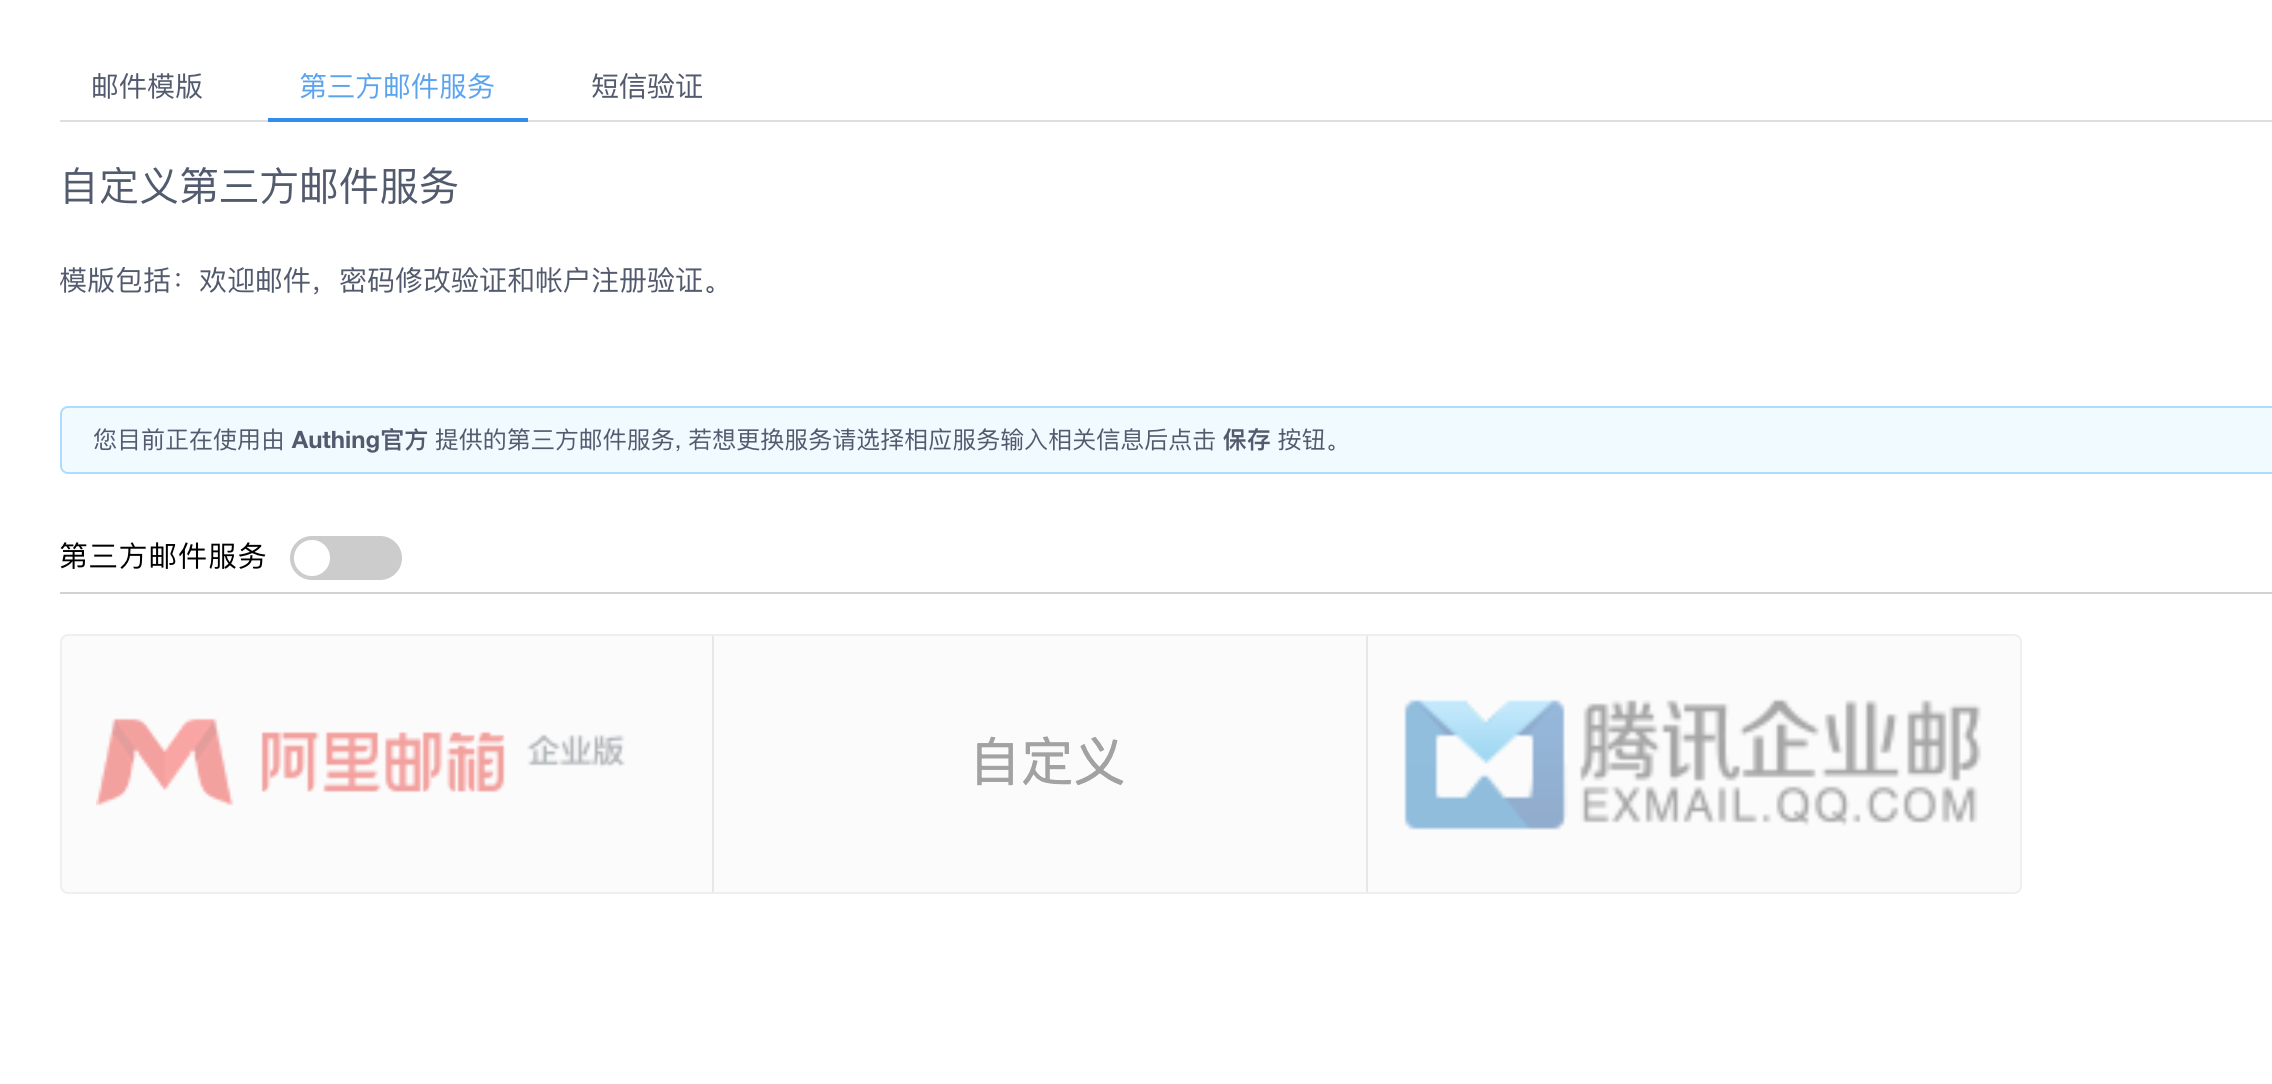 邮件模版 第三方邮件服务 短信验证
自定义第三方邮件服务
模版包括：欢迎邮件，密码修改验证和帐户注册验证。
您目前正在使用由 Authing官方 提供的第三方邮件服务, 若想更换服务请选择相应服务输入相关信息后点击 保存 按钮。
第三方邮件服务
阿里邮箱 企业版
自定义
腾讯企业邮
EXMAIL.QQ.COM